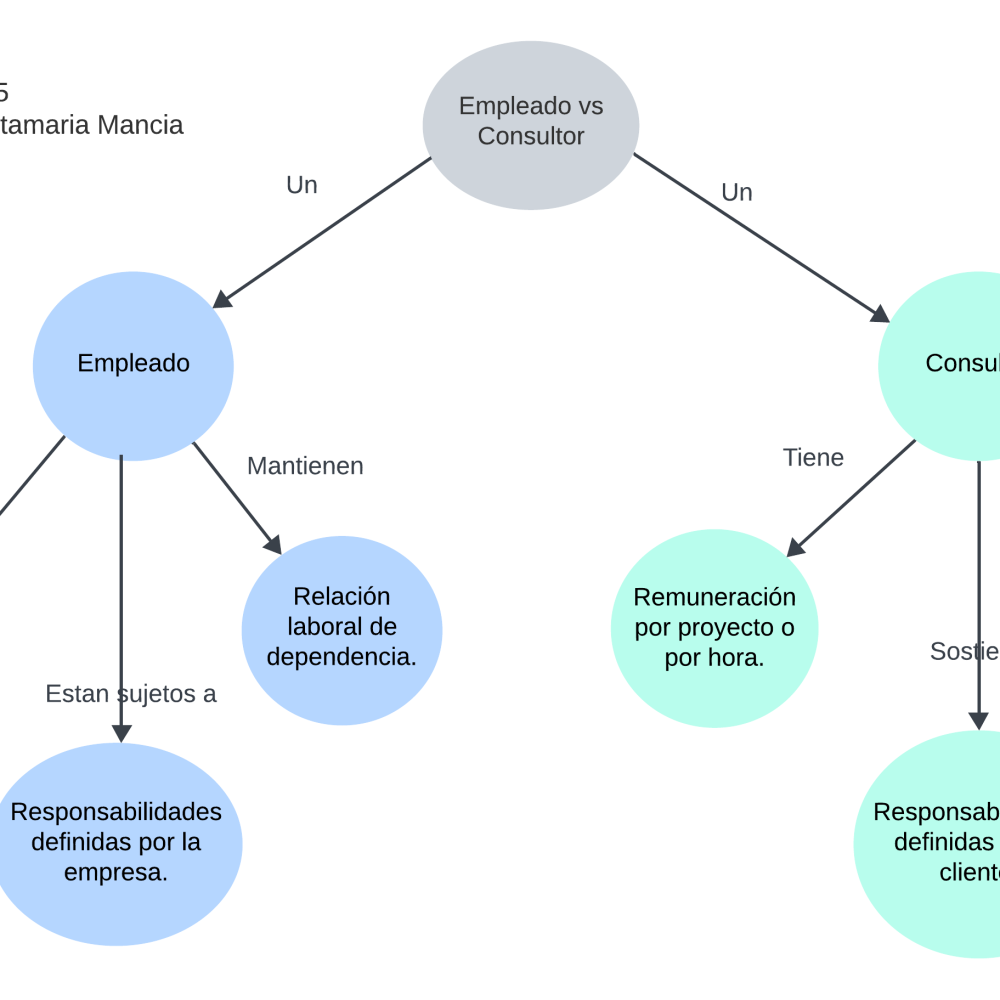 5
tamaria Mancia
Empleado vs
Consultor
Un
Un
Empleado
Consul
Mantienen
Tiene
Relación
laboral de
dependencia.
Remuneración
por proyecto o
por hora.
Estan sujetos a
Sostie
Responsabilidades
definidas por la
empresa.
Responsab
definidas
client